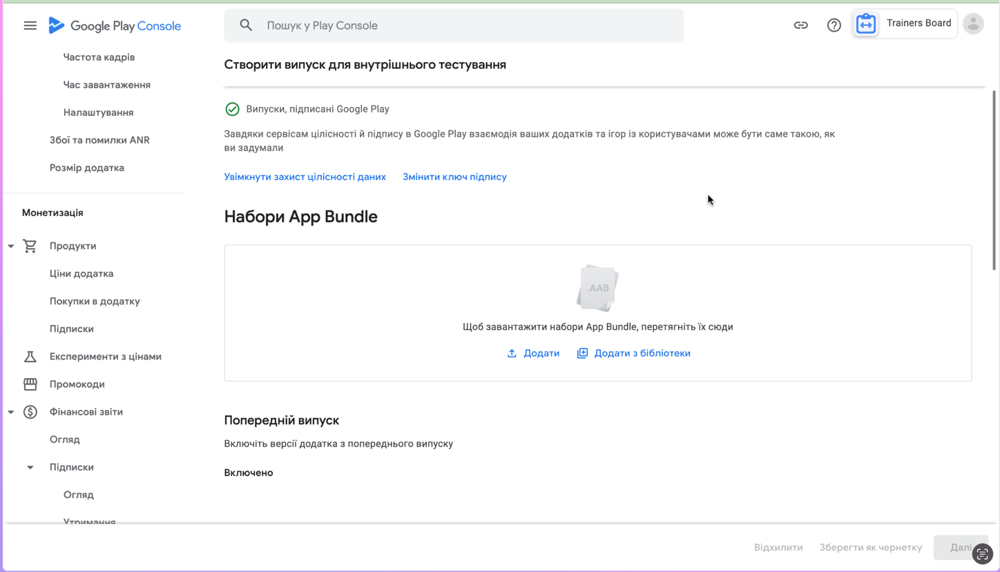 Google Play Console
Пошук у Play Console
Trainers Board
Частота кадрів
Час завантаження
Налаштування
Збої та помилки ANR
Розмір додатка
Монетизація
Продукти
Ціни додатка
Покупки в додатку
Підписки
Експерименти з цінами
Промокоди
Фінансові звіти
Огляд
Підписки
Огляд
Утримання
Створити випуск для внутрішнього тестування
Випуски, підписані Google Play
Завдяки сервісам цілісності й підпису в Google Play взаємодія ваших додатків та ігор із користувачами може бути саме такою, як
ви задумали
Увімкнути захист цілісності даних
Змінити ключ підпису
Набори App Bundle
.AAB
Щоб завантажити набори App Bundle, перетягніть їх сюди
Додати
Додати з бібліотеки
Попередній випуск
Включіть версії додатка з попереднього випуску
Включено
Відхилити
Зберегти як чернетку
Далі